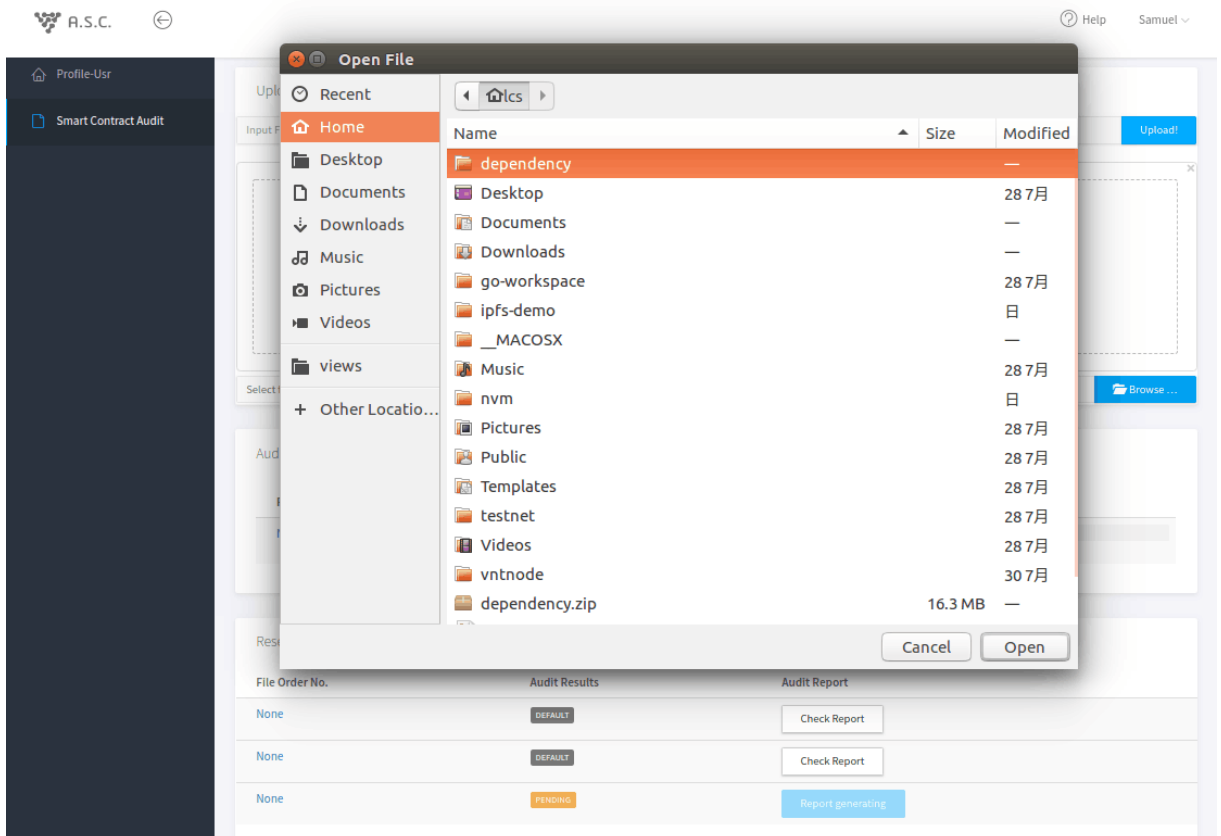 A.S.C.
Help
Samuel
Profile-Usr
Smart Contract Audit
Open File
Recent
Home
Desktop
Documents
Downloads
Music
Pictures
Videos
views
+ Other Locatio...
lcs
Name Size Modified
dependency —
Desktop 28 7月
Documents —
Downloads —
go-workspace 28 7月
ipfs-demo 日
__MACOSX —
Music 28 7月
nvm 日
Pictures 28 7月
Public 28 7月
Templates 28 7月
testnet 28 7月
Videos 28 7月
vntnode 30 7月
dependency.zip 16.3 MB —
Cancel Open
Upl
Input F
Upload!
Select
Browse ...
Aud
Rese
File Order No. Audit Results Audit Report
None DEFAULT Check Report
None DEFAULT Check Report
None PENDING Report generating